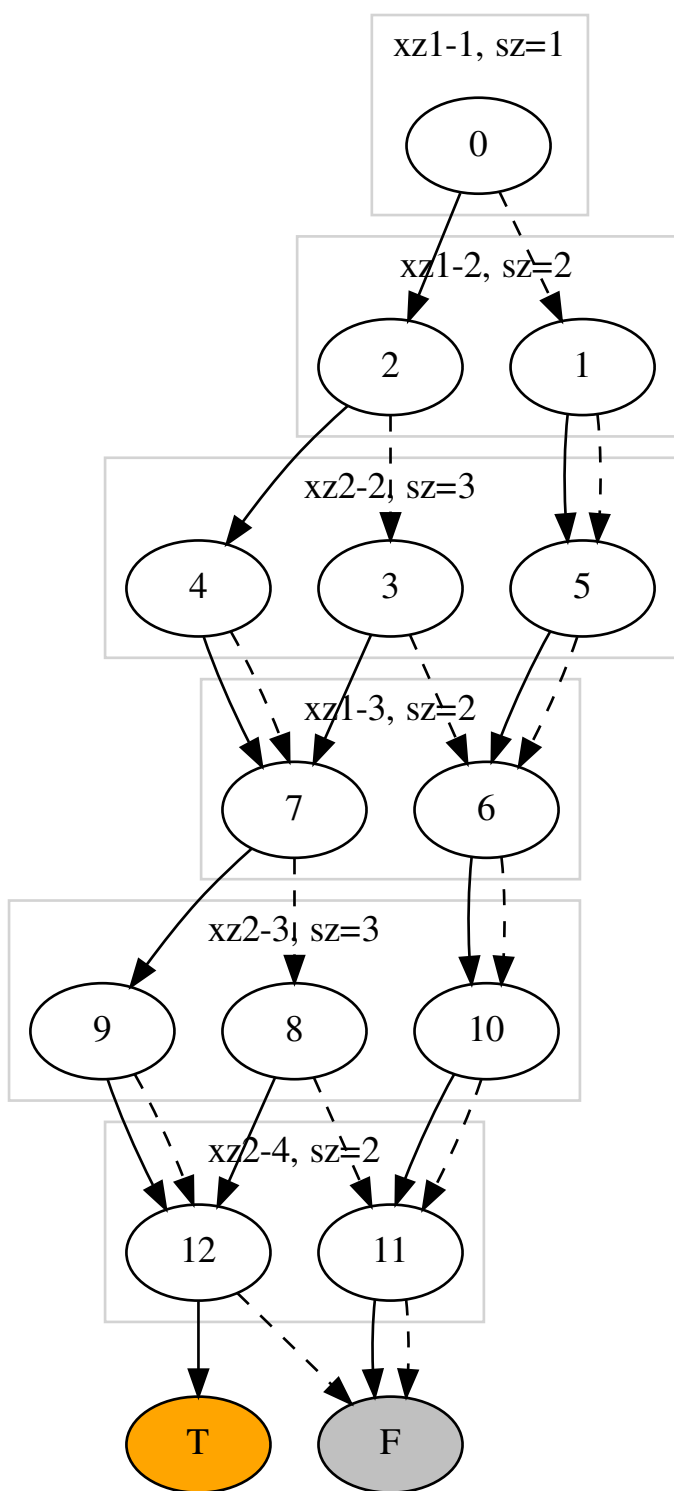 xz1-1, sz=1
0
xz1-2, sz=2
2 1
xz2-2, sz=3
4 3 5
xz1-3, sz=2
7 6
xz2-3, sz=3
9 8 10
xz2-4, sz=2
12 11
T F